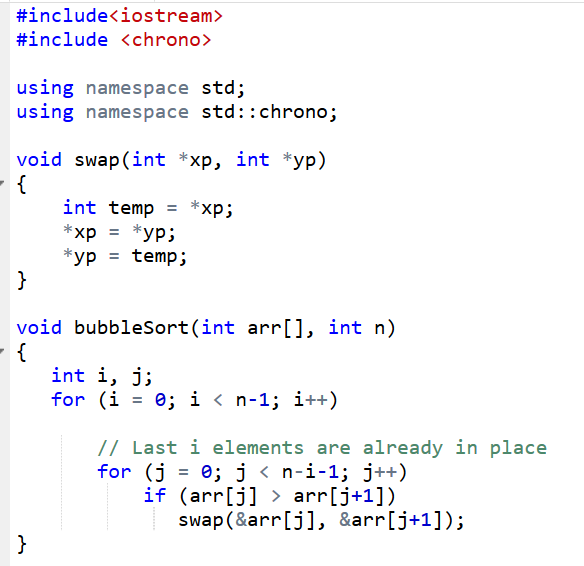 #include<iostream>
#include <chrono>
using namespace std;
using namespace std::chrono;
void swap(int *xp, int *yp)
{
    int temp = *xp;
    *xp = *yp;
    *yp = temp;
}
void bubbleSort(int arr[], int n)
{
   int i, j;
   for (i = 0; i < n-1; i++)
       // Last i elements are already in place
       for (j = 0; j < n-i-1; j++)
           if (arr[j] > arr[j+1])
              swap(&arr[j], &arr[j+1]);
}